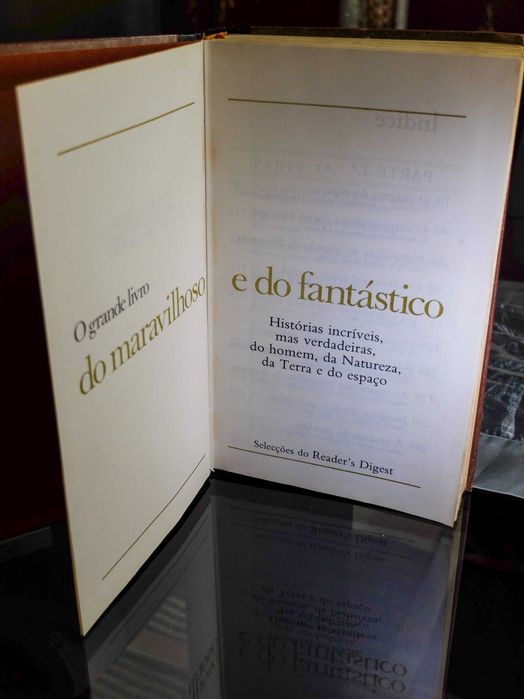 O grande livro
do maravilhoso
e do fantástico
Histórias incríveis,
mas verdadeiras,
do homem, da Natureza,
da Terra e do espaço
Selecções do Reader's Digest